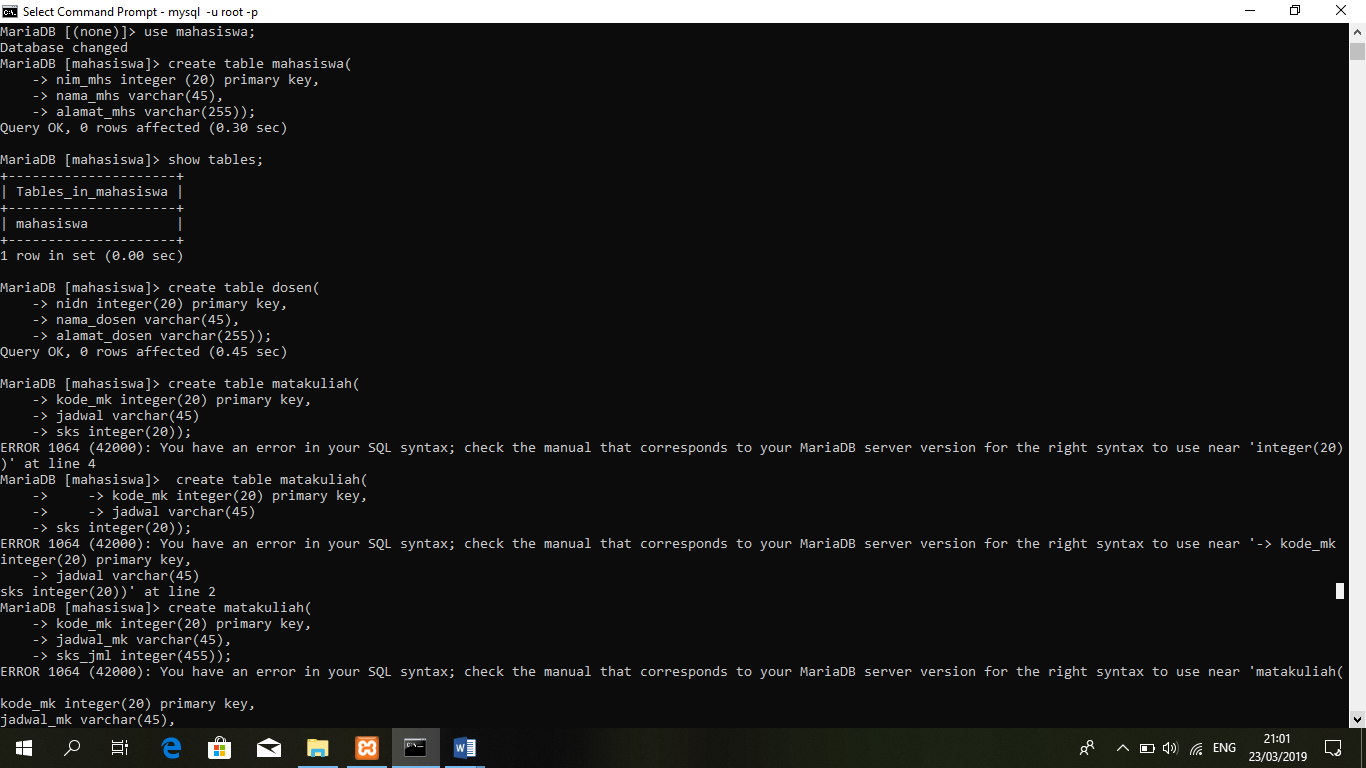 Select Command Prompt - mysql  -u root -p
MariaDB [(none)]> use mahasiswa;
Database changed
MariaDB [mahasiswa]> create table mahasiswa(
    -> nim_mhs integer (20) primary key,
    -> nama_mhs varchar(45),
    -> alamat_mhs varchar(255));
Query OK, 0 rows affected (0.30 sec)

MariaDB [mahasiswa]> show tables;
+---------------------+
| Tables_in_mahasiswa |
+---------------------+
| mahasiswa           |
+---------------------+
1 row in set (0.00 sec)

MariaDB [mahasiswa]> create table dosen(
    -> nidn integer(20) primary key,
    -> nama_dosen varchar(45),
    -> alamat_dosen varchar(255));
Query OK, 0 rows affected (0.45 sec)

MariaDB [mahasiswa]> create table matakuliah(
    -> kode_mk integer(20) primary key,
    -> jadwal varchar(45)
    -> sks integer(20));
ERROR 1064 (42000): You have an error in your SQL syntax; check the manual that corresponds to your MariaDB server version for the right syntax to use near 'integer(20)
)' at line 4
MariaDB [mahasiswa]>  create table matakuliah(
    ->     -> kode_mk integer(20) primary key,
    ->     -> jadwal varchar(45)
    -> sks integer(20));
ERROR 1064 (42000): You have an error in your SQL syntax; check the manual that corresponds to your MariaDB server version for the right syntax to use near '-> kode_mk
integer(20) primary key,
    -> jadwal varchar(45)
sks integer(20))' at line 2
MariaDB [mahasiswa]> create matakuliah(
    -> kode_mk integer(20) primary key,
    -> jadwal_mk varchar(45),
    -> sks_jml integer(455));
ERROR 1064 (42000): You have an error in your SQL syntax; check the manual that corresponds to your MariaDB server version for the right syntax to use near 'matakuliah(

kode_mk integer(20) primary key,
jadwal_mk varchar(45),
ENG
21:01
23/03/2019